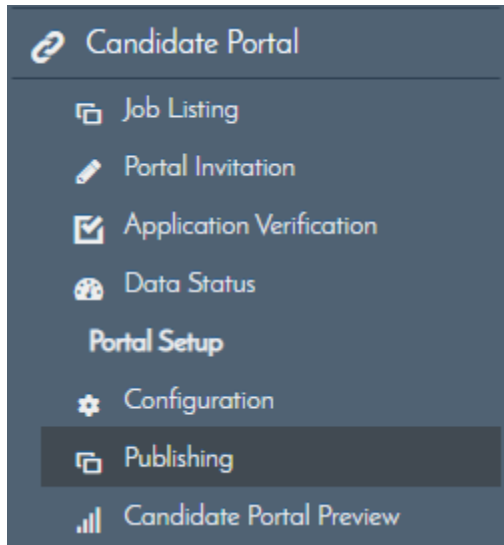 Candidate Portal
Job Listing
Portal Invitation
Application Verification
Data Status
Portal Setup
Configuration
Publishing
Candidate Portal Preview